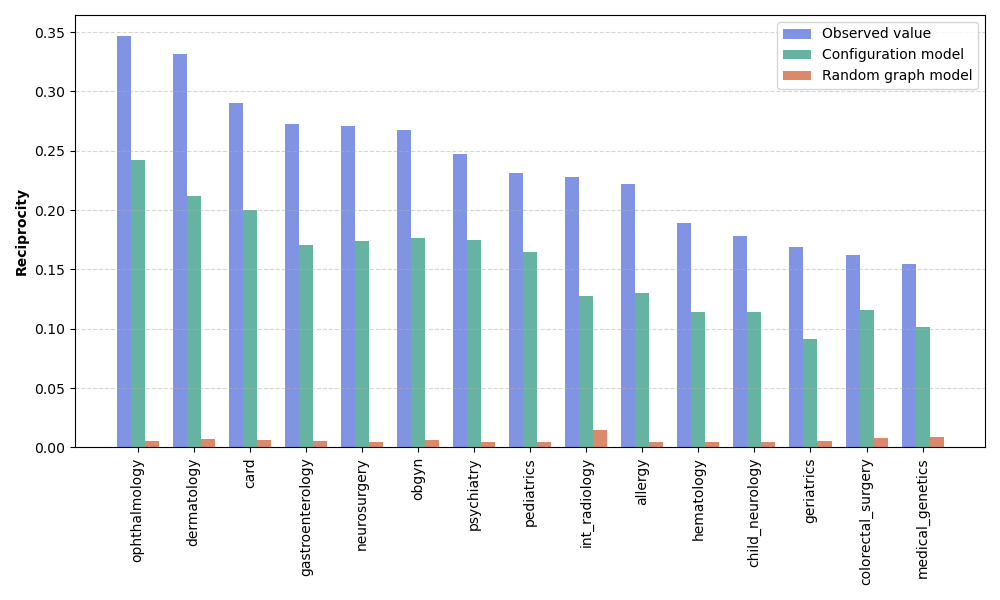 Observed value
Configuration model
Random graph model
Reciprocity
0.35
0.30
0.25
0.20
0.15
0.10
0.05
0.00
ophthalmology
dermatology
card
gastroenterology
neurosurgery
obgyn
psychiatry
pediatrics
int_radiology
allergy
hematology
child_neurology
geriatrics
colorectal_surgery
medical_genetics